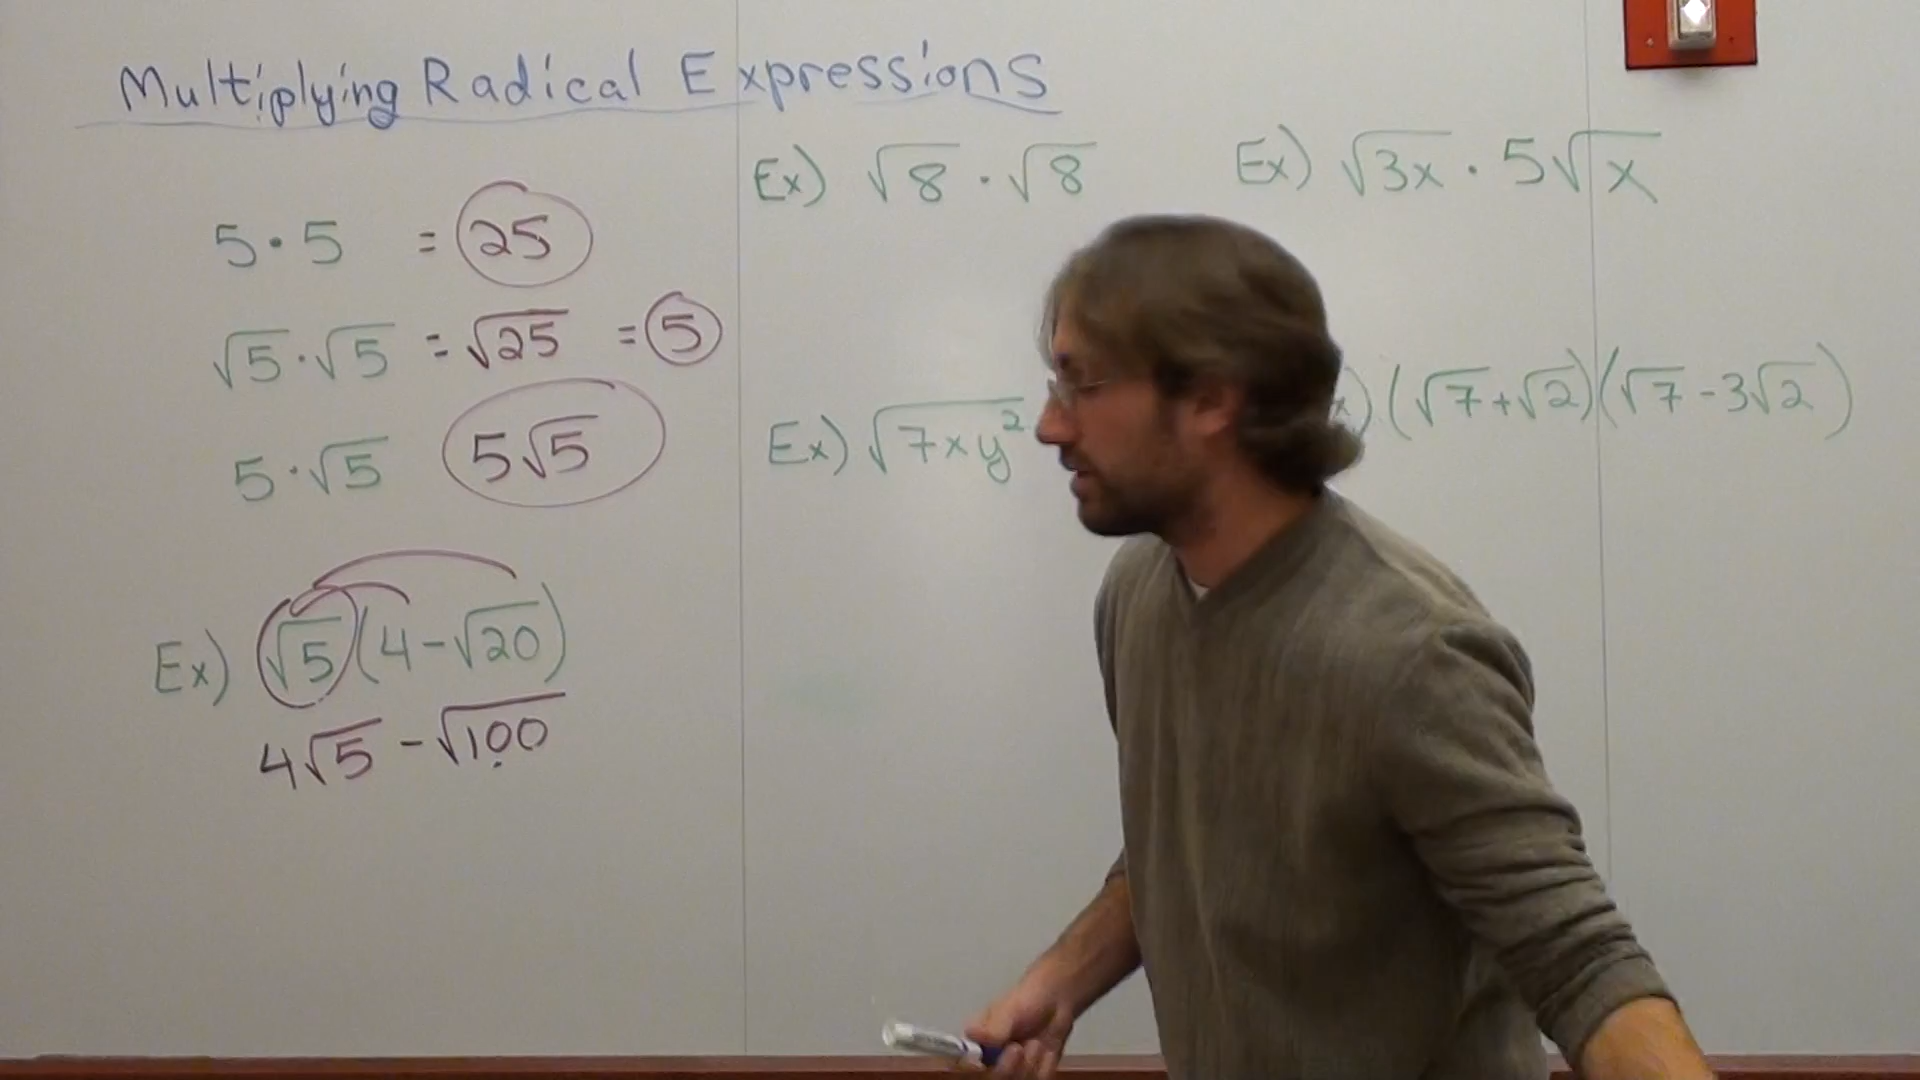 Multiplying Radical Expressions
5 · 5 = 25
√5 · √5 = √25 = 5
5 · √5 5√5
Ex) √5 (4 - √20)
4√5 - √100
Ex) √8 · √8
Ex) √7xy²
Ex) √3x · 5√x
x) (√7 + √2)(√7 - 3√2)